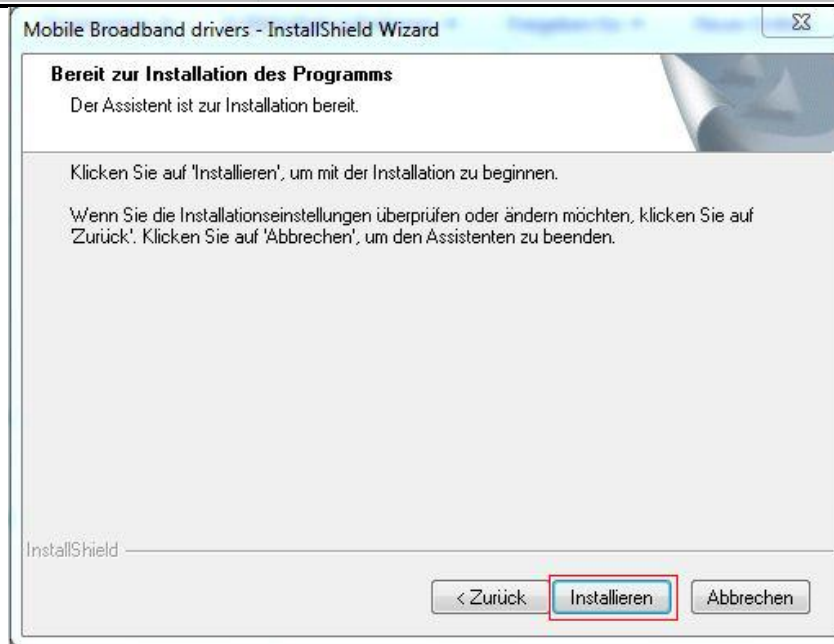 Mobile Broadband drivers - InstallShield Wizard
Bereit zur Installation des Programms
Der Assistent ist zur Installation bereit.
Klicken Sie auf 'Installieren', um mit der Installation zu beginnen.
Wenn Sie die Installationseinstellungen überprüfen oder ändern möchten, klicken Sie auf
'Zurück'. Klicken Sie auf 'Abbrechen', um den Assistenten zu beenden.
InstallShield
< Zurück
Installieren
Abbrechen